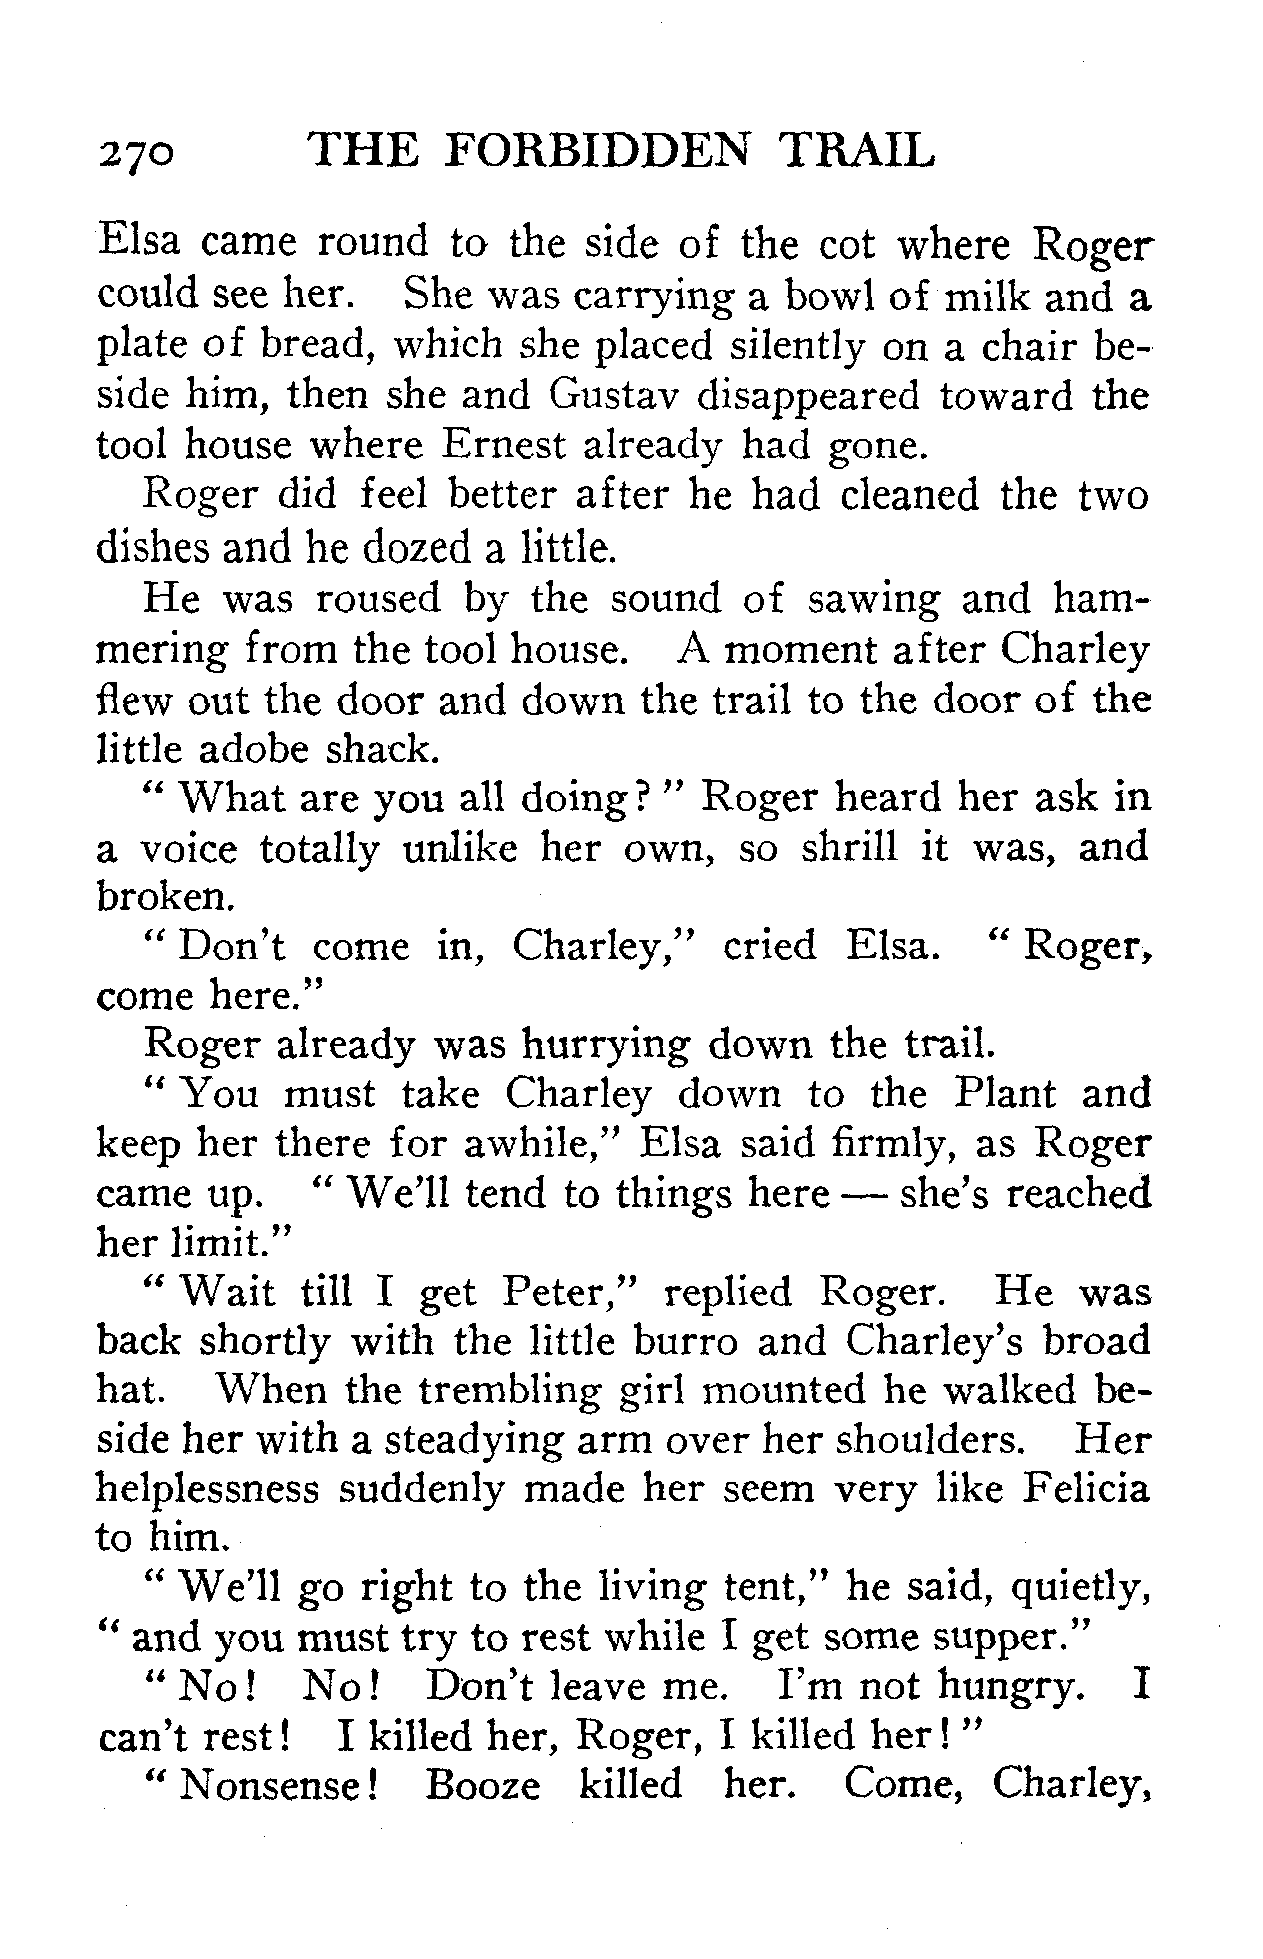 270 THE FORBIDDEN TRAIL
Elsa came round to the side of the cot where Roger
could see her. She was carrying a bowl of milk and a
plate of bread, which she placed silently on a chair be-
side him, then she and Gustav disappeared toward the
tool house where Ernest already had gone.
Roger did feel better after he had cleaned the two
dishes and he dozed a little.
He was roused by the sound of sawing and ham-
mering from the tool house. A moment after Charley
flew out the door and down the trail to the door of the
little adobe shack.
" What are you all doing? " Roger heard her ask in
a voice totally unlike her own, so shrill it was, and
broken.
" Don't come in, Charley," cried Elsa. " Roger,
come here."
Roger already was hurrying down the trail.
" You must take Charley down to the Plant and
keep her there for awhile," Elsa said firmly, as Roger
came up. " We'll tend to things here — she's reached
her limit."
" Wait till I get Peter," replied Roger. He was
back shortly with the little burro and Charley's broad
hat. When the trembling girl mounted he walked be-
side her with a steadying arm over her shoulders. Her
helplessness suddenly made her seem very like Felicia
to him.
" We'll go right to the living tent," he said, quietly,
" and you must try to rest while I get some supper."
" No! No! Don't leave me. I'm not hungry. I
can't rest! I killed her, Roger, I killed her! "
" Nonsense! Booze killed her. Come, Charley,